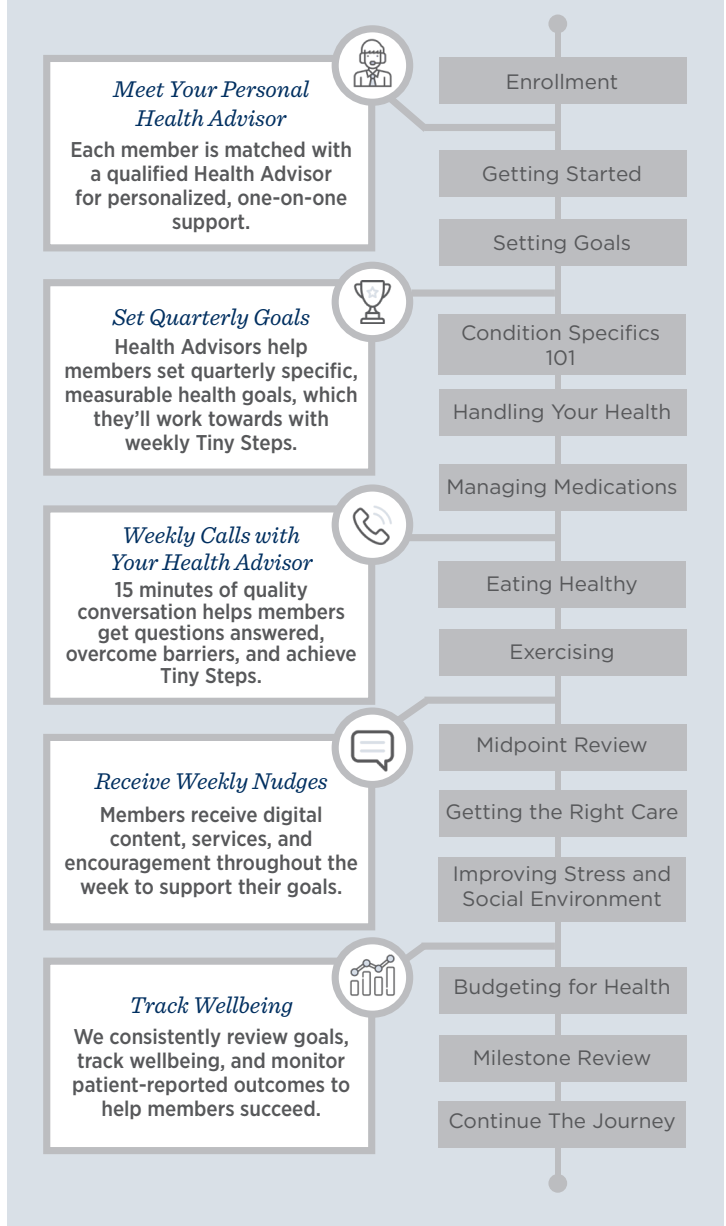 Meet Your Personal
Health Advisor
Each member is matched with
a qualified Health Advisor
for personalized, one-on-one
support.
Set Quarterly Goals
Health Advisors help
members set quarterly specific,
measurable health goals, which
they’ll work towards with
weekly Tiny Steps.
Weekly Calls with
Your Health Advisor
15 minutes of quality
conversation helps members
get questions answered,
overcome barriers, and achieve
Tiny Steps.
Receive Weekly Nudges
Members receive digital
content, services, and
encouragement throughout the
week to support their goals.
Track Wellbeing
We consistently review goals,
track wellbeing, and monitor
patient-reported outcomes to
help members succeed.
Enrollment
Getting Started
Setting Goals
Condition Specifics
101
Handling Your Health
Managing Medications
Eating Healthy
Exercising
Midpoint Review
Getting the Right Care
Improving Stress and
Social Environment
Budgeting for Health
Milestone Review
Continue The Journey